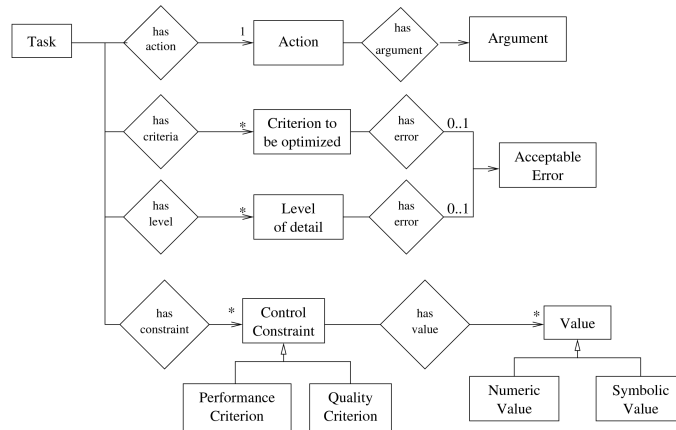 Task
has
action
1
Action
has
argument
Argument
has
criteria
*
Criterion to
be optimized
has
error
0..1
Acceptable
Error
has
level
*
Level
of detail
has
error
0..1
has
constraint
*
Control
Constraint
has
value
*
Value
Performance
Criterion
Quality
Criterion
Numeric
Value
Symbolic
Value